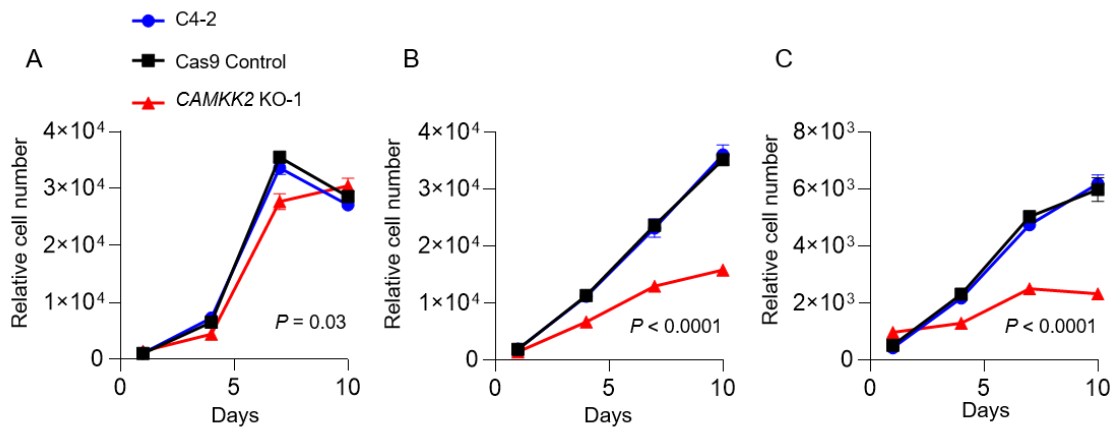 C4-2
Cas9 Control
CAMKK2 KO-1
A
Relative cell number
4×10⁴
3×10⁴
2×10⁴
1×10⁴
0
0
5
10
Days
P = 0.03
B
Relative cell number
4×10⁴
3×10⁴
2×10⁴
1×10⁴
0
0
5
10
Days
P < 0.0001
C
Relative cell number
8×10³
6×10³
4×10³
2×10³
0
0
5
10
Days
P < 0.0001